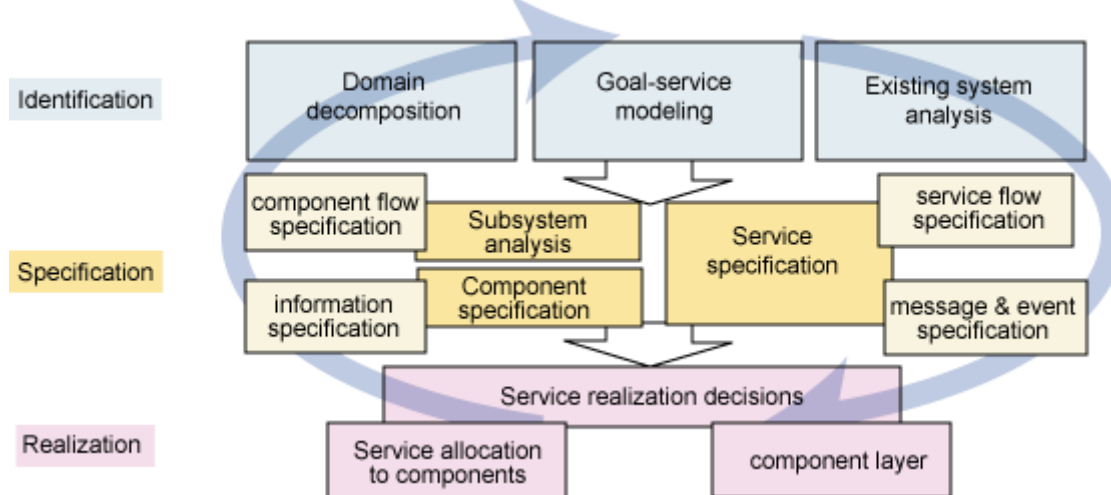 Identification
Domain
decomposition
Goal-service
modeling
Existing system
analysis
Specification
component flow
specification
Subsystem
analysis
Service
specification
service flow
specification
information
specification
Component
specification
message & event
specification
Realization
Service realization decisions
Service allocation
to components
component layer